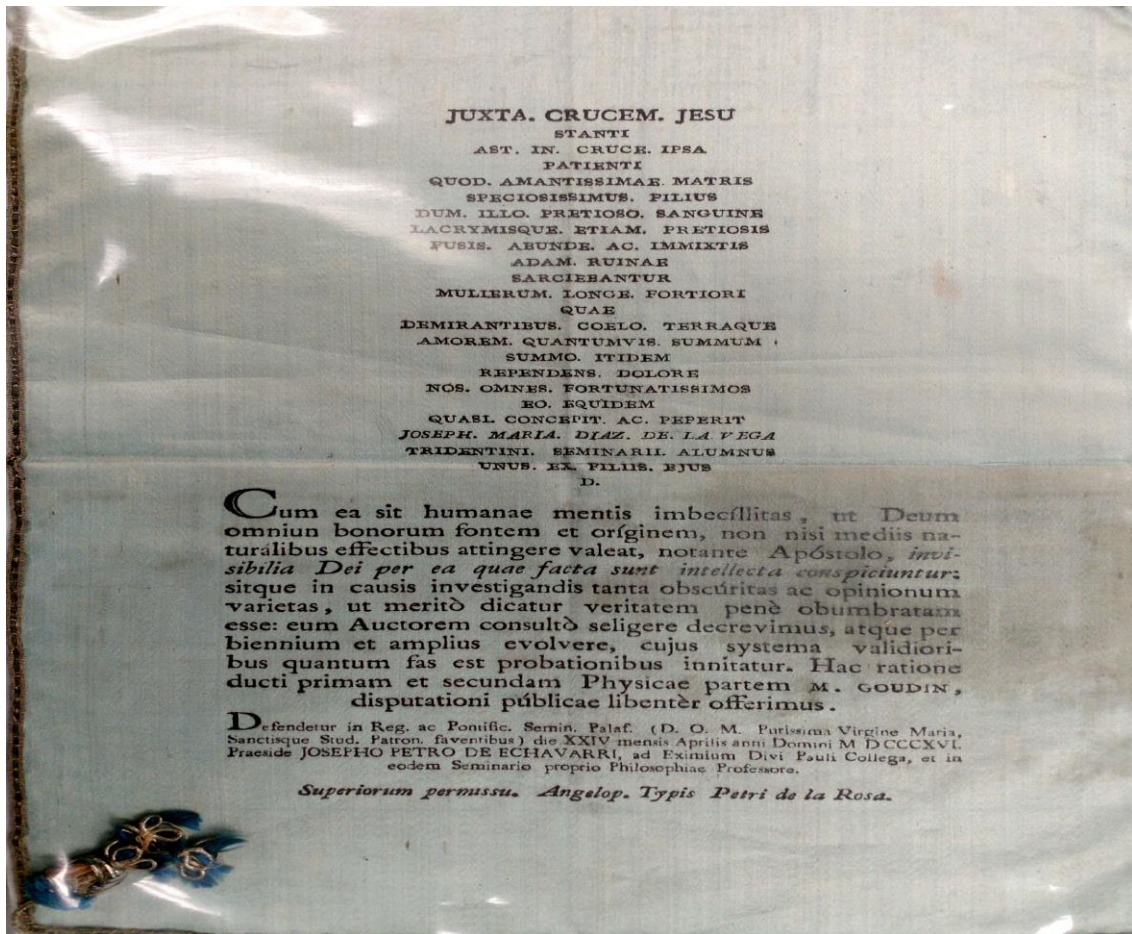 JUXTA. CRUCEM. JESU
STANTI
AST. IN. CRUCE. IPSA
PATIENTI
QUOD. AMANTISSIMAE. MATRIS
SPECIOSISSIMUS. FILIUS
DUM. ILLO. PRETIOSO. SANGUINE
LACRYMISQUE. ETIAM. PRETIOSIS
FUSIS. ABUNDE. AC. IMMIXTIS
ADAM. RUINAE
SARCIEBANTUR
MULIERUM. LONGE. FORTIORI
QUAE
DEMIRANTIBUS. COELO. TERRAQUE
AMOREM. QUANTUMVIS. SUMMUM
SUMMO. ITIDEM
REPENDENS. DOLORE
NOS. OMNES. FORTUNATISSIMOS
EO. EQUIDEM
QUASI. CONCEPIT. AC. PEPERIT
JOSEPH. MARIA. DIAZ. DE. LA. VEGA
TRIDENTINI. SEMINARII. ALUMNUS
UNUS. EX. FILIIS. EJUS
D.
Cum ea sit humanae mentis imbecíllitas, ut Deum
omniun bonorum fontem et oríginem, non nisi mediis na-
turálibus effectibus attingere valeat, notante Apóstolo, invi-
sibilia Dei per ea quae facta sunt intellecta conspiciuntur:
sitque in causis investigandis tanta obscúritas ac opinionum
varietas, ut meritò dicatur veritatem penè obumbratam
esse: eum Auctorem consultò seligere decrevimus, atque per
biennium et amplius evolvere, cujus systema validiori-
bus quantum fas est probationibus innitatur. Hac ratione
ducti primam et secundam Physicae partem M. GOUDIN,
disputationi públicae libentèr offerimus.
Defendetur in Reg. ac Pontific. Semin. Palaf. (D. O. M. Purissima Virgine Maria,
Sanctisque Stud. Patron. faventibus) die XXIV mensis Aprilis anni Domini M DCCCXVI.
Praeside JOSEPHO PETRO DE ECHAVARRI, ad Eximium Divi Pauli Collega, et in
eodem Seminario proprio Philosophiae Professore.
Superiorum permissu. Angelop. Typis Petri de la Rosa.